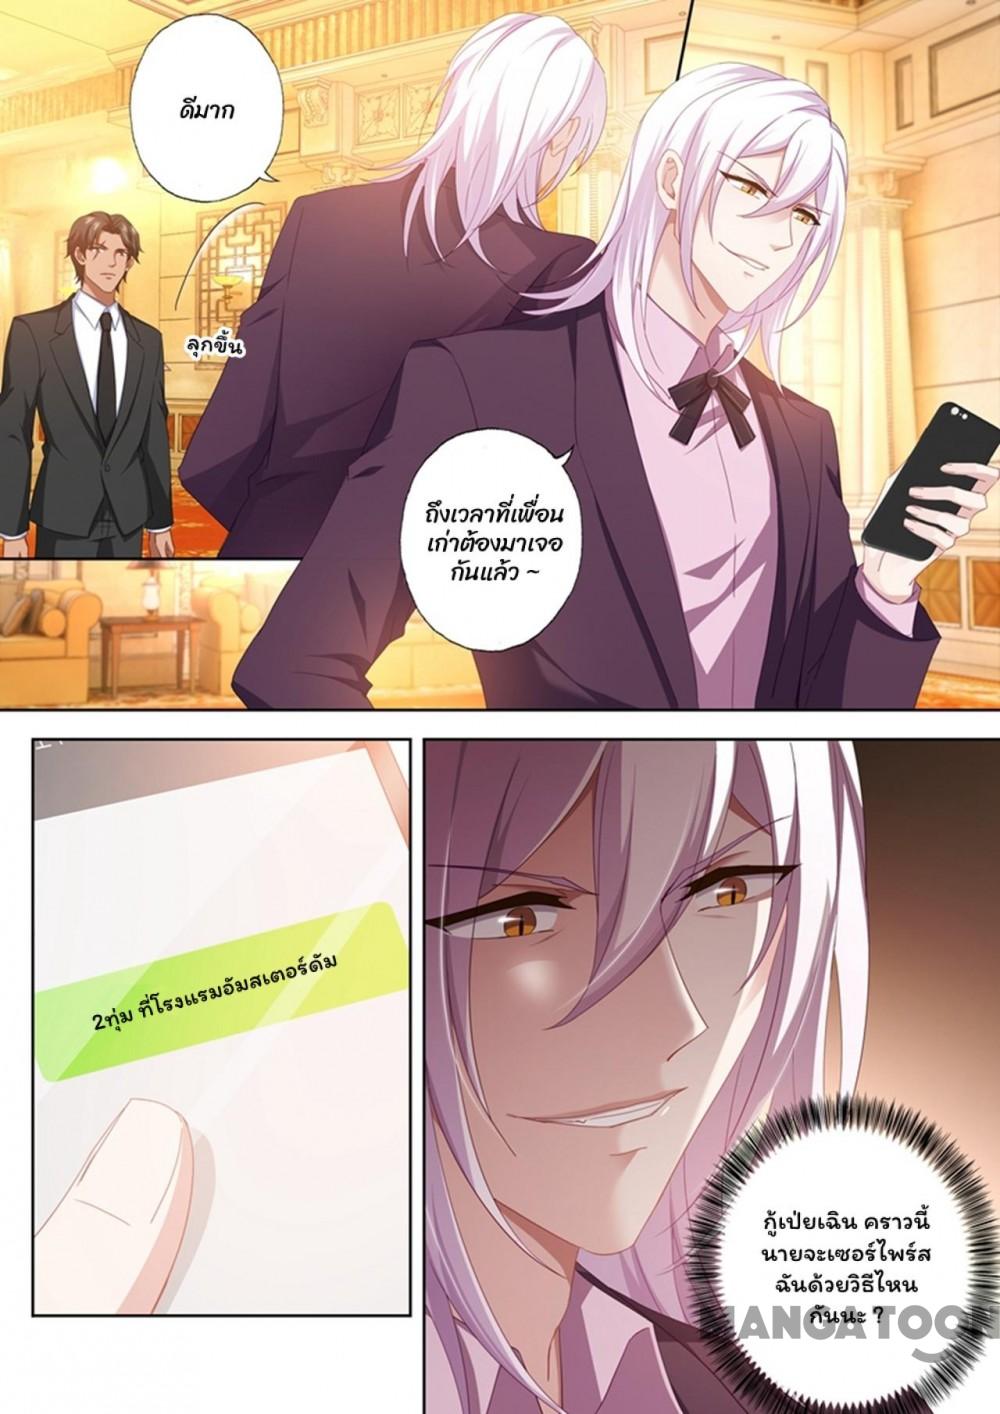 ดีมาก
ลุกขึ้น
ถึงเวลาที่เพื่อน
เก่าต้องมาเจอ
กันแล้ว ~
2ทุ่ม ที่โรงแรมอัมสเตอร์ดัม
กู้เป่ยเฉิน คราวนี้
นายจะเซอร์ไพร์ส
ฉันด้วยวิธีไหน
กันนะ ?
MANGATOON